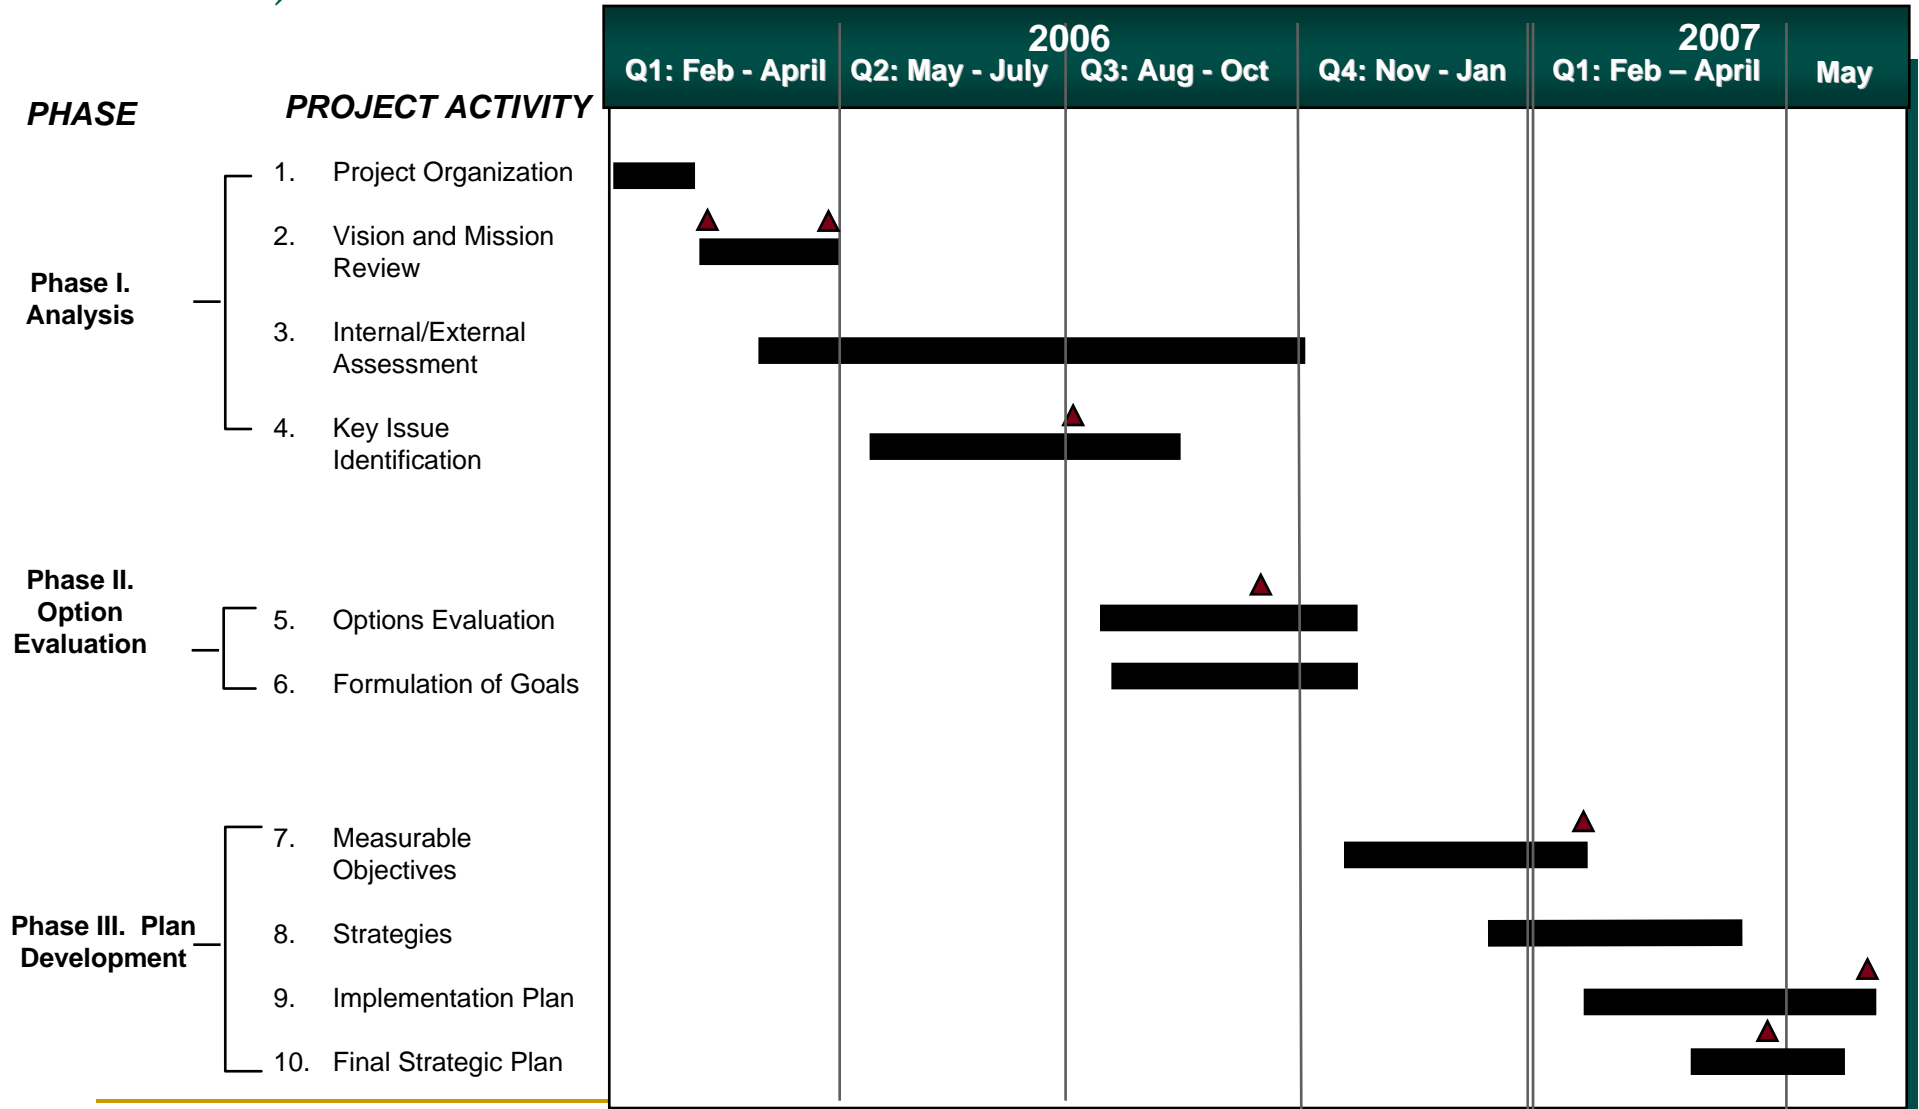 2006
2007
Q1: Feb - April
Q2: May - July
Q3: Aug - Oct
Q4: Nov - Jan
Q1: Feb – April
May
PHASE
PROJECT ACTIVITY
Phase I.
Analysis
1. Project Organization
2. Vision and Mission
Review
3. Internal/External
Assessment
4. Key Issue
Identification
Phase II.
Option
Evaluation
5. Options Evaluation
6. Formulation of Goals
Phase III. Plan
Development
7. Measurable
Objectives
8. Strategies
9. Implementation Plan
10. Final Strategic Plan